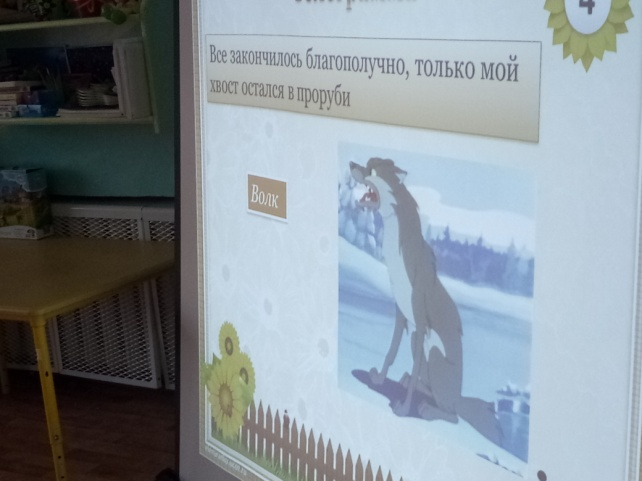 4
Все закончилось благополучно, только мой
хвост остался в проруби
Волк